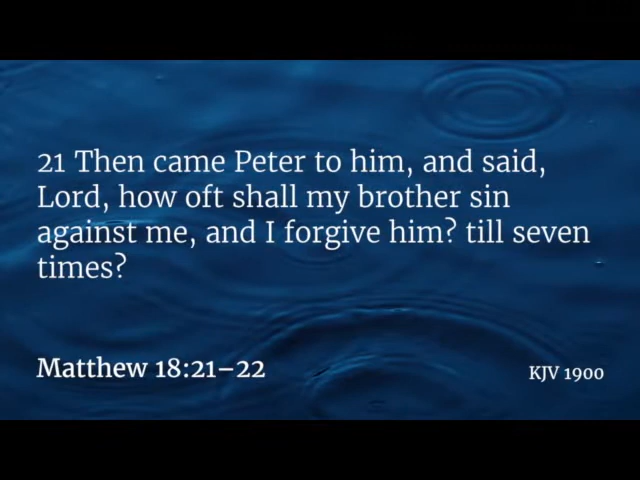 21 Then came Peter to him, and said,
Lord, how oft shall my brother sin
against me, and I forgive him? till seven
times?
Matthew 18:21–22
KJV 1900